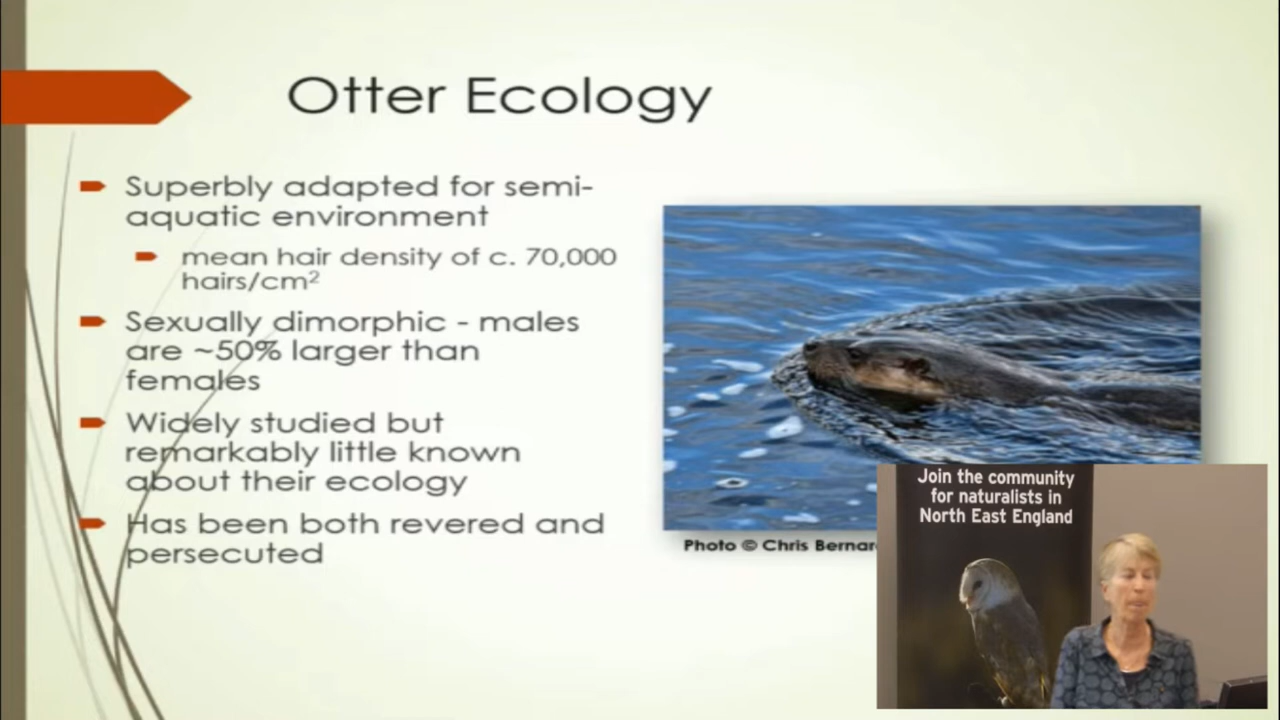 Otter Ecology
Superbly adapted for semi-
aquatic environment
mean hair density of c. 70,000
hairs/cm²
Sexually dimorphic - males
are ~50% larger than
females
Widely studied but
remarkably little known
about their ecology
Has been both revered and
persecuted
Photo © Chris
Join the community
for naturalists in
North East England